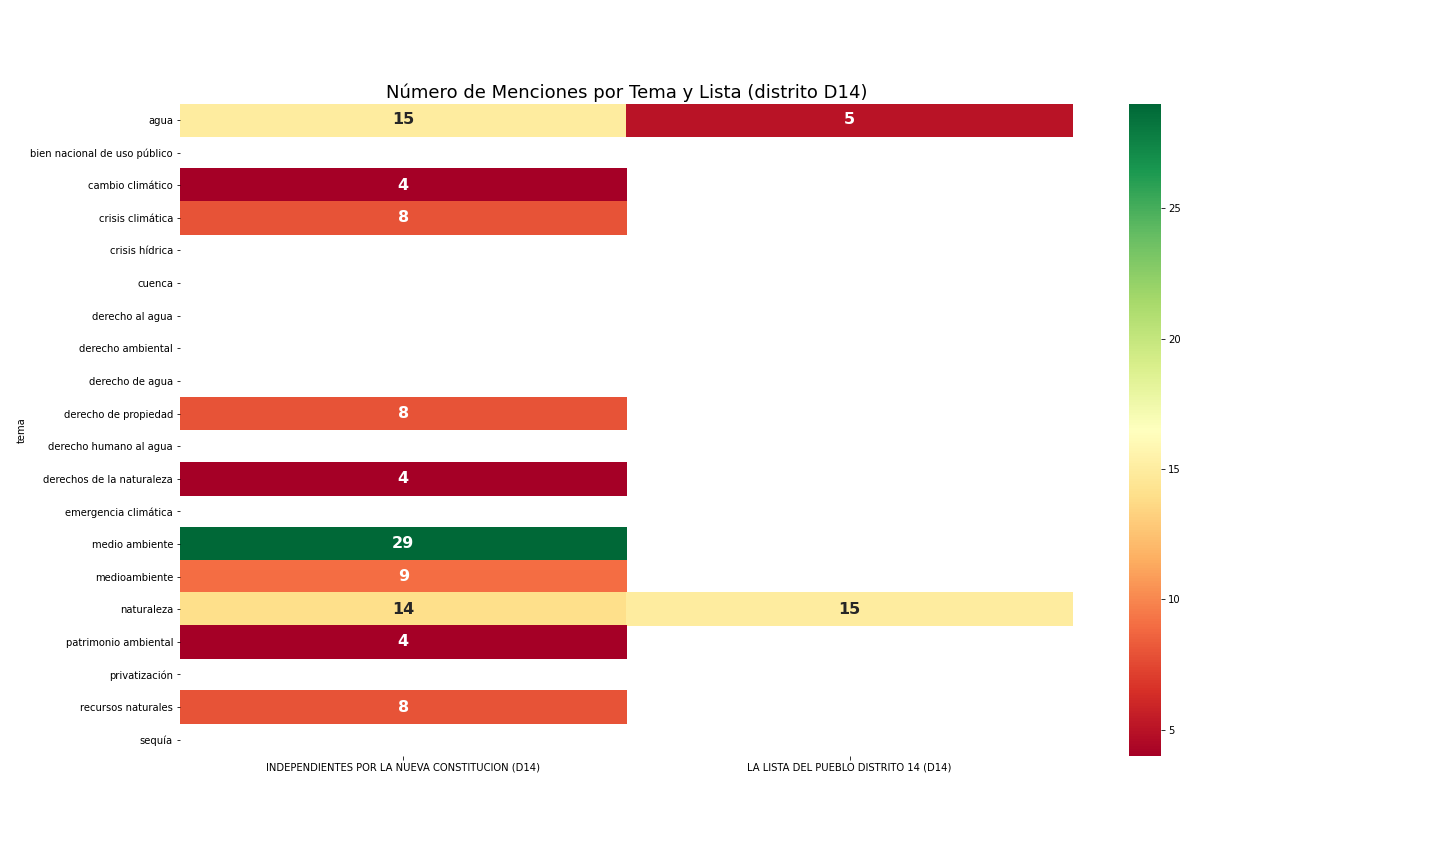 Número de Menciones por Tema y Lista (distrito D14)
agua 15 5
bien nacional de uso público
cambio climático 4
crisis climática 8
crisis hídrica
cuenca
derecho al agua
derecho ambiental
derecho de agua
derecho de propiedad 8
derecho humano al agua
derechos de la naturaleza 4
emergencia climática
medio ambiente 29
medioambiente 9
naturaleza 14 15
patrimonio ambiental 4
privatización
recursos naturales 8
sequía
tema
INDEPENDIENTES POR LA NUEVA CONSTITUCION (D14) LA LISTA DEL PUEBLO DISTRITO 14 (D14)
25
20
15
10
5